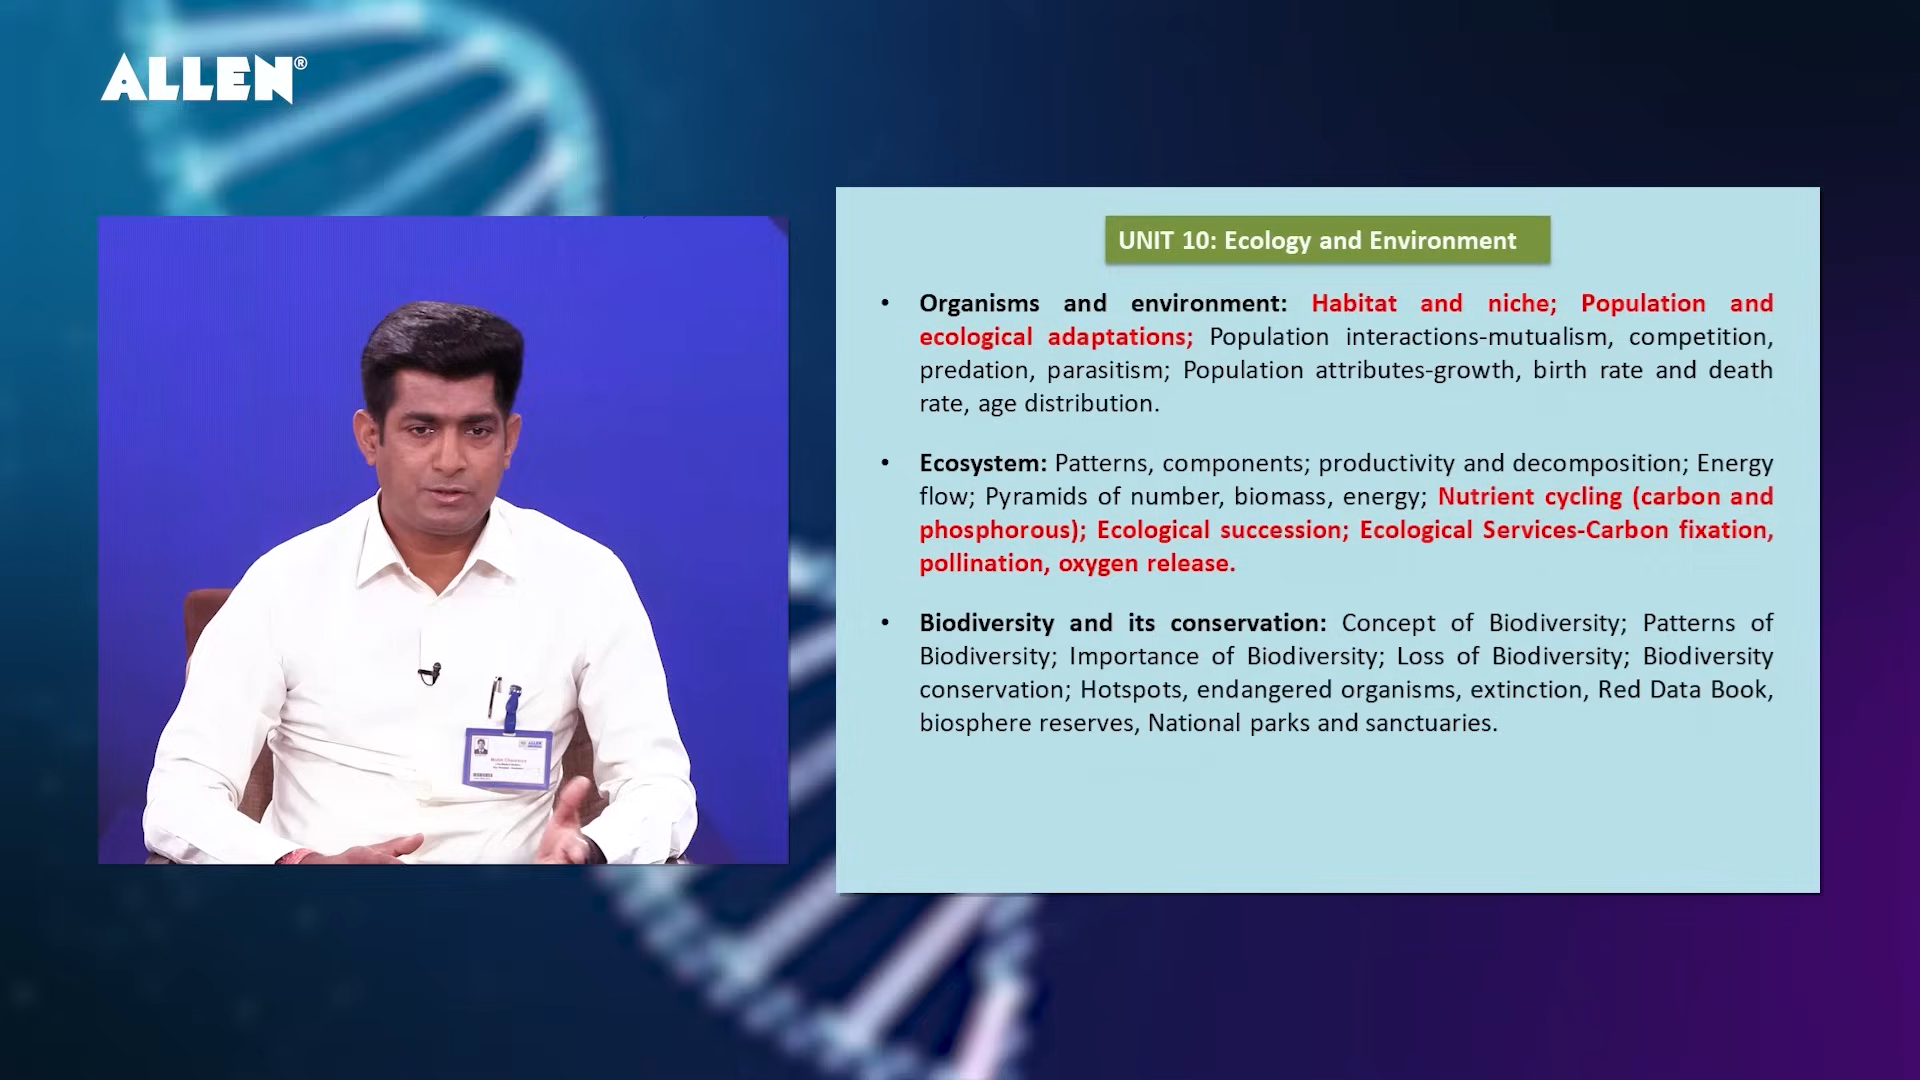 ALLEN®
UNIT 10: Ecology and Environment
• Organisms and environment: Habitat and niche; Population and
ecological adaptations; Population interactions-mutualism, competition,
predation, parasitism; Population attributes-growth, birth rate and death
rate, age distribution.
• Ecosystem: Patterns, components; productivity and decomposition; Energy
flow; Pyramids of number, biomass, energy; Nutrient cycling (carbon and
phosphorous); Ecological succession; Ecological Services-Carbon fixation,
pollination, oxygen release.
• Biodiversity and its conservation: Concept of Biodiversity; Patterns of
Biodiversity; Importance of Biodiversity; Loss of Biodiversity; Biodiversity
conservation; Hotspots, endangered organisms, extinction, Red Data Book,
biosphere reserves, National parks and sanctuaries.
ALLEN